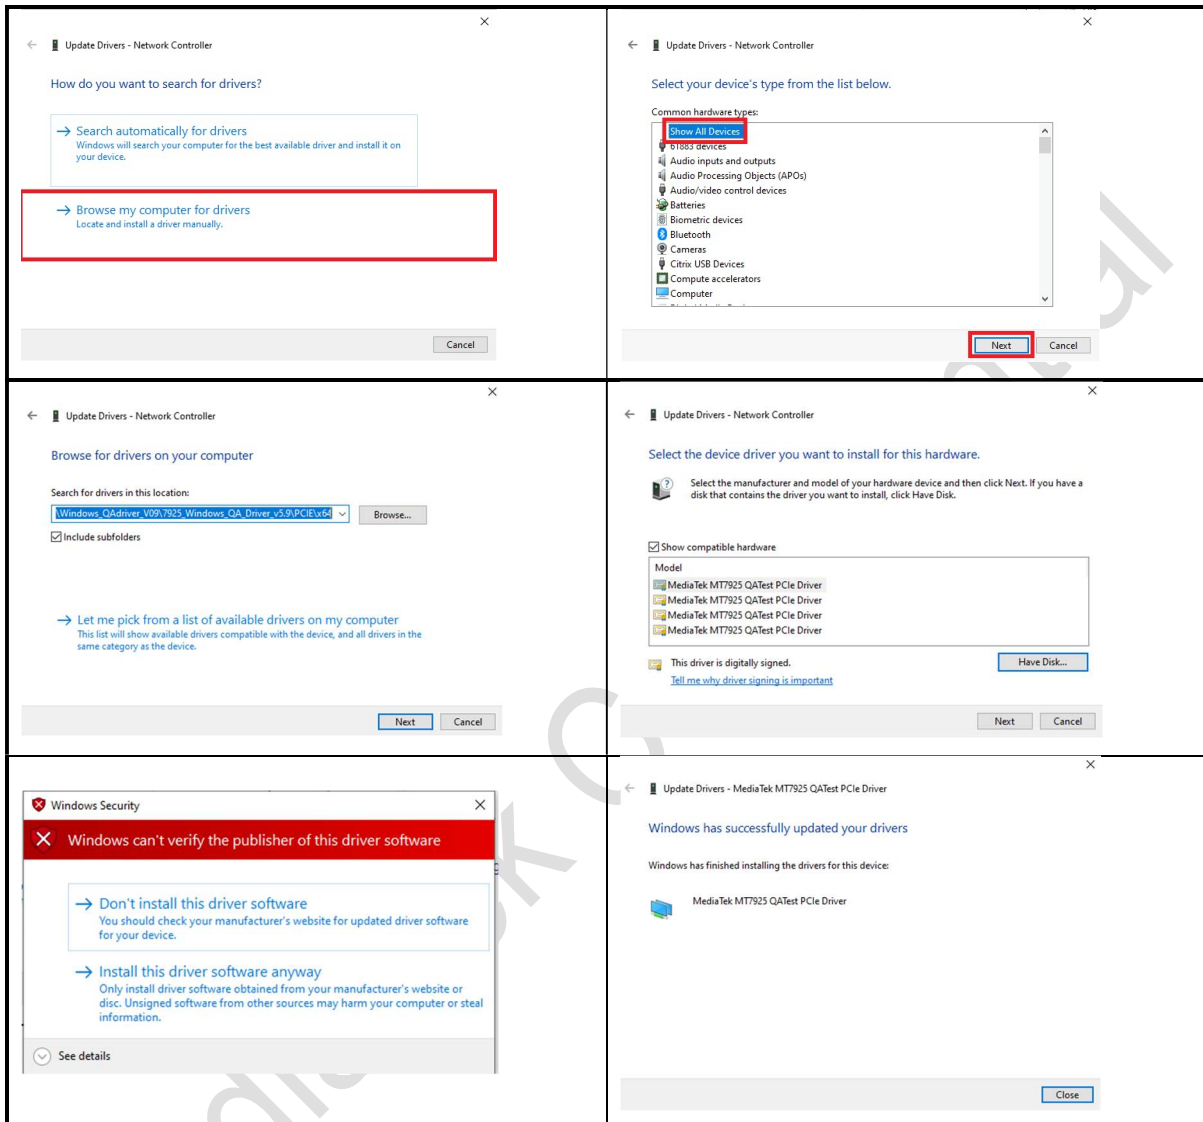 Update Drivers - Network Controller
How do you want to search for drivers?
Search automatically for drivers
Windows will search your computer for the best available driver and install it on
your device.
Browse my computer for drivers
Locate and install a driver manually.
Cancel
Update Drivers - Network Controller
Select your device's type from the list below.
Common hardware types:
Show All Devices
61883 devices
Audio inputs and outputs
Audio Processing Objects (APOs)
Audio/video control devices
Batteries
Biometric devices
Bluetooth
Cameras
Citrix USB Devices
Compute accelerators
Computer
Next Cancel
Update Drivers - Network Controller
Browse for drivers on your computer
Search for drivers in this location:
\Windows_QAdriver_V09\7925_Windows_QA_Driver_v5.9\PCIE\x64
Browse...
Include subfolders
Let me pick from a list of available drivers on my computer
This list will show available drivers compatible with the device, and all drivers in the
same category as the device.
Next Cancel
Update Drivers - Network Controller
Select the device driver you want to install for this hardware.
Select the manufacturer and model of your hardware device and then click Next. If you have a
disk that contains the driver you want to install, click Have Disk.
Show compatible hardware
Model
MediaTek MT7925 QATest PCIe Driver
MediaTek MT7925 QATest PCIe Driver
MediaTek MT7925 QATest PCIe Driver
MediaTek MT7925 QATest PCIe Driver
This driver is digitally signed.
Have Disk...
Tell me why driver signing is important
Next Cancel
Windows Security
Windows can't verify the publisher of this driver software
Don't install this driver software
You should check your manufacturer's website for updated driver software
for your device.
Install this driver software anyway
Only install driver software obtained from your manufacturer's website or
disc. Unsigned software from other sources may harm your computer or steal
information.
See details
Update Drivers - MediaTek MT7925 QATest PCIe Driver
Windows has successfully updated your drivers
Windows has finished installing the drivers for this device:
MediaTek MT7925 QATest PCIe Driver
Close